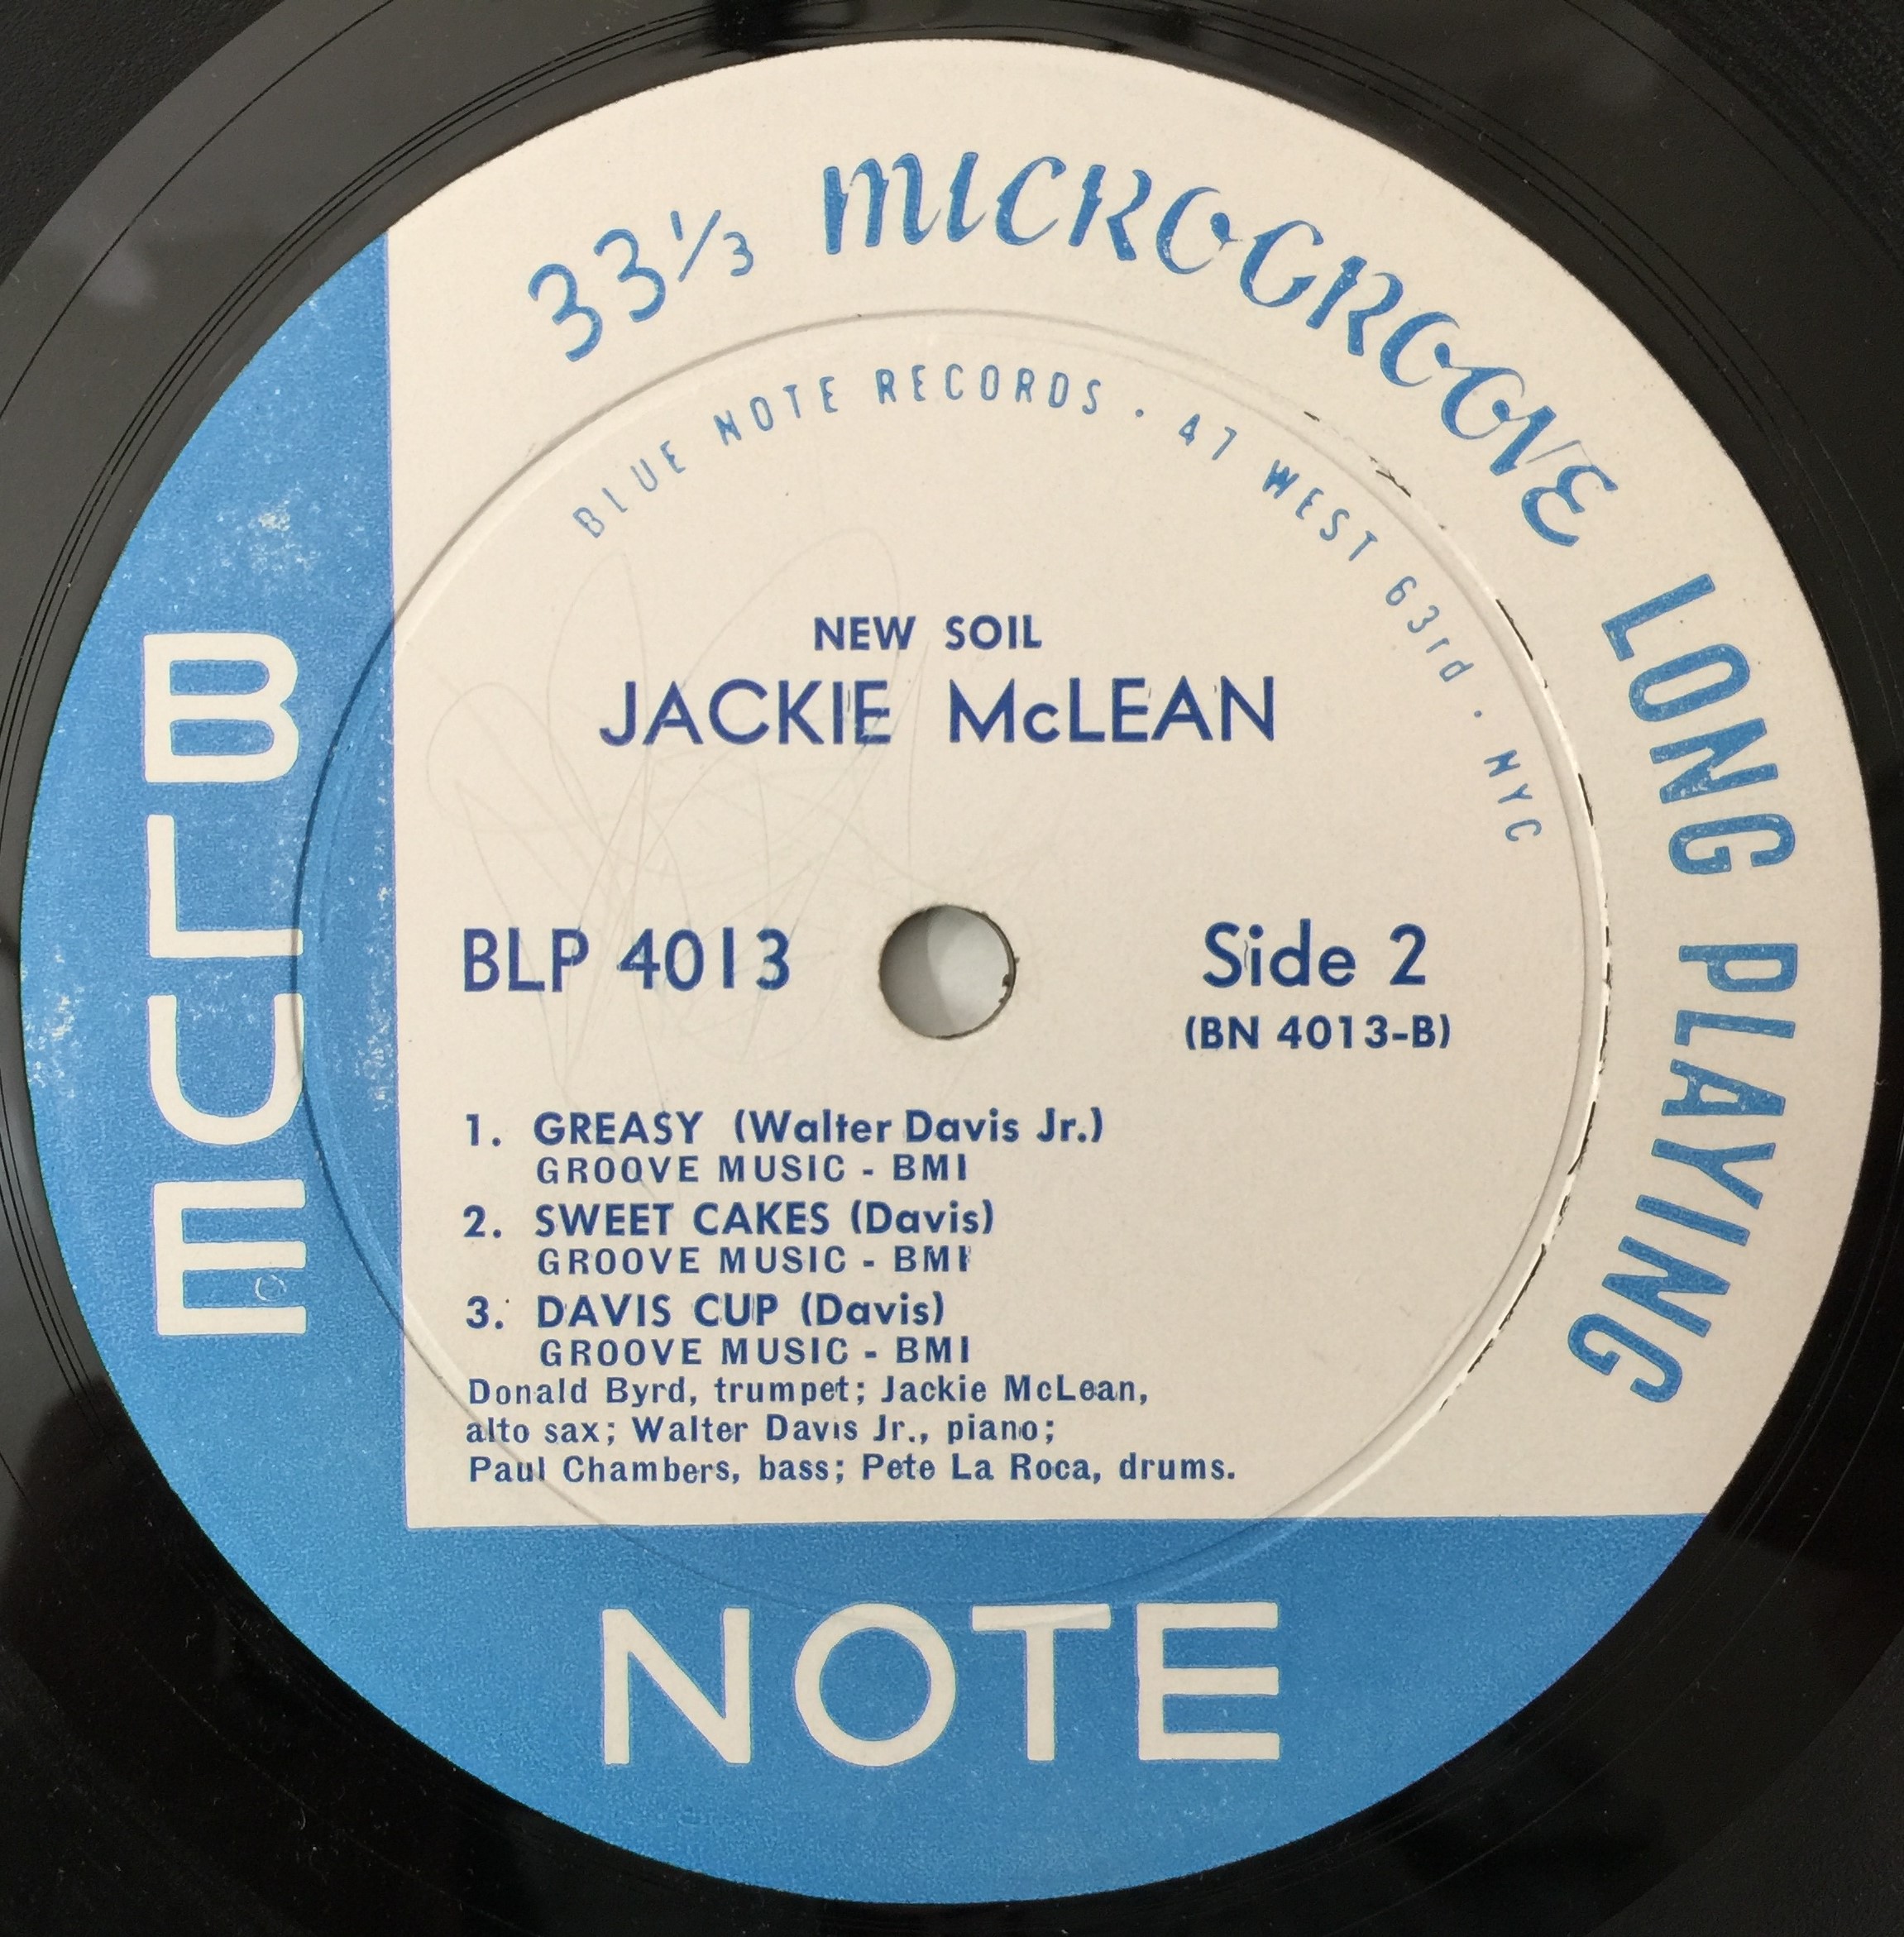 33⅓ MICROGROOVE LONG PLAYING
BLUE NOTE RECORDS · 47 WEST 63rd · NYC
NEW SOIL
JACKIE McLEAN
BLP 4013
Side 2
(BN 4013-B)
1. GREASY (Walter Davis Jr.)
GROOVE MUSIC - BMI
2. SWEET CAKES (Davis)
GROOVE MUSIC - BMI
3. DAVIS CUP (Davis)
GROOVE MUSIC - BMI
Donald Byrd, trumpet; Jackie McLean,
alto sax; Walter Davis Jr., piano;
Paul Chambers, bass; Pete La Roca, drums.
BLUE
NOTE